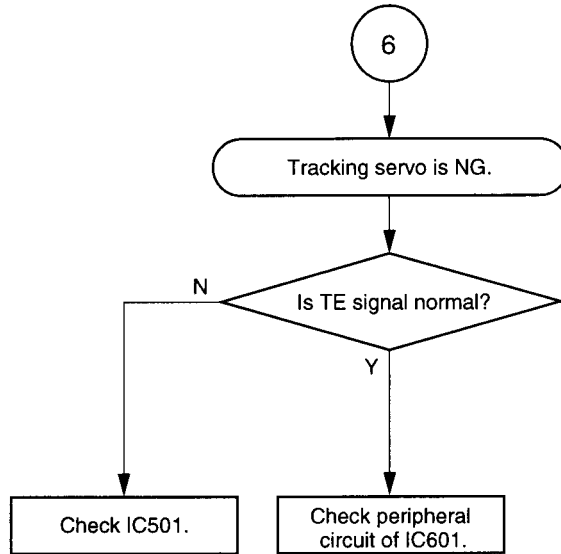 6
Tracking servo is NG.
Is TE signal normal?
N
Y
Check IC501.
Check peripheral
circuit of IC601.